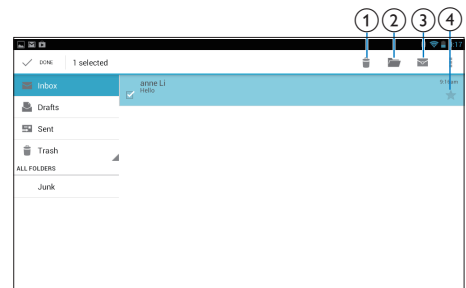 1 2 3 4
DONE 1 selected
Inbox
Drafts
Sent
Trash
ALL FOLDERS
Junk
anne Li
Hello